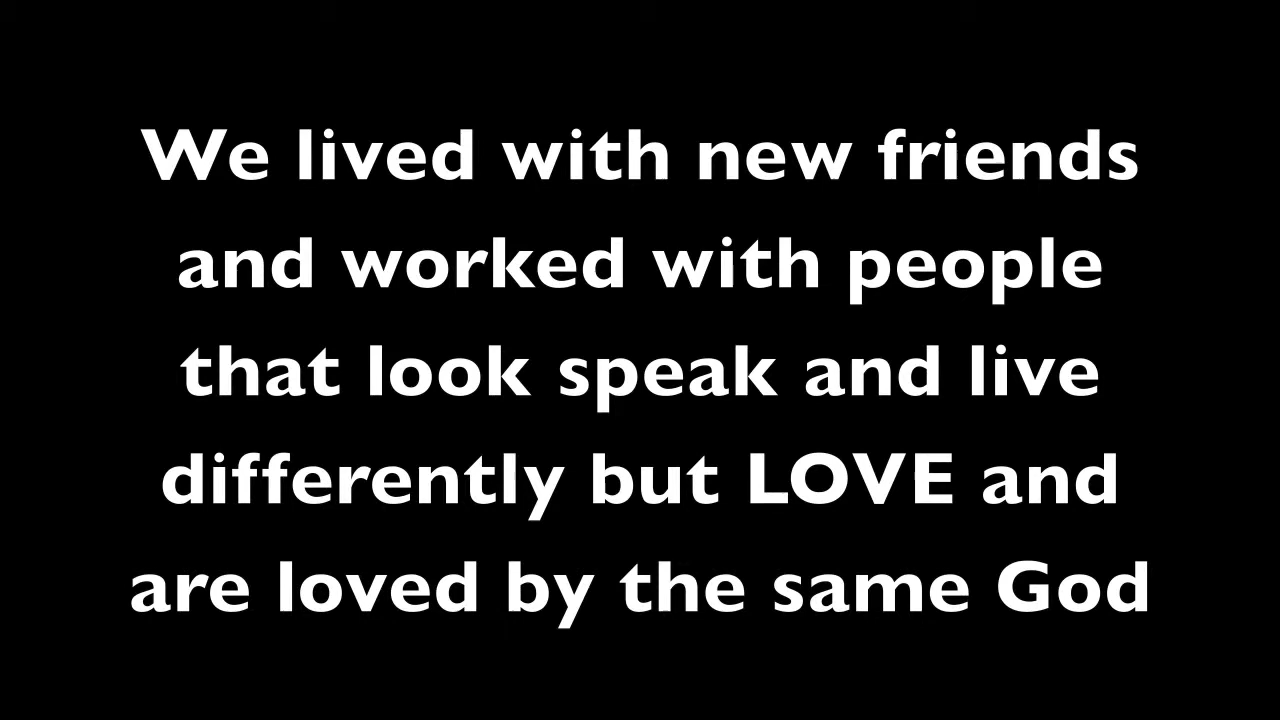 We lived with new friends
and worked with people
that look speak and live
differently but LOVE and
are loved by the same God